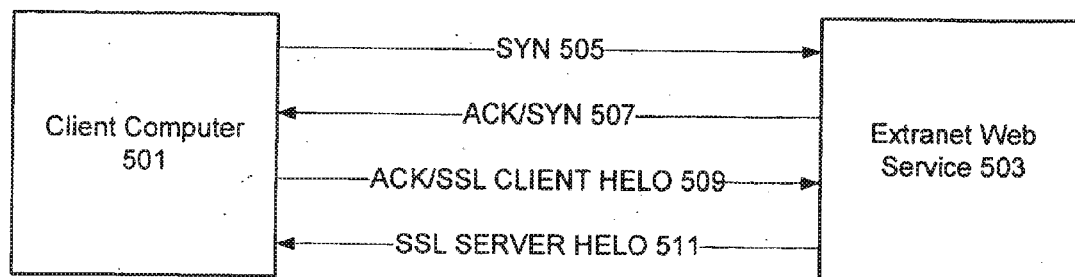 SYN 505
ACK/SYN 507
Client Computer
501
Extranet Web
Service 503
ACK/SSL CLIENT HELO 509
SSL SERVER HELO 511